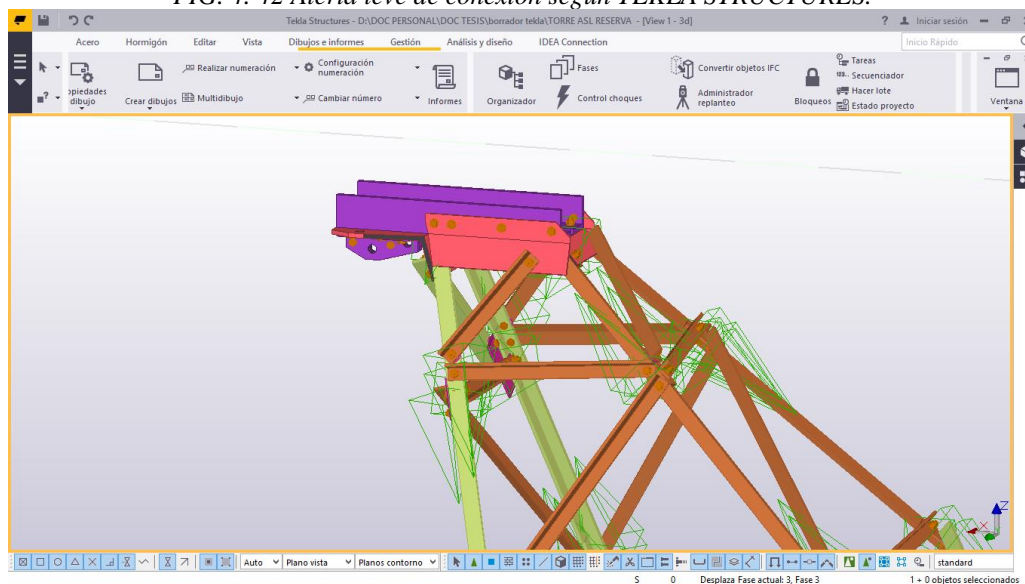 FIG. 4. 42 Alerta leve de conexión según TEKLA STRUCTURES.
Tekla Structures - D:\DOC PERSONAL\DOC TESIS\borrador tekla\TORRE ASL RESERVA - [View 1 - 3d]
? Iniciar sesión
Acero Hormigón Editar Vista Dibujos e informes Gestión Análisis y diseño IDEA Connection
Inicio Rápido
opiedades dibujo
Crear dibujos
Realizar numeración
Multidibujo
Configuración numeración
Cambiar número
Informes
Organizador
Fases
Control choques
Convertir objetos IFC
Administrador replanteo
Bloqueos
Tareas
Secuenciador
Hacer lote
Estado proyecto
Ventana
Z
Auto Plano vista Planos contorno standard
S 0 Desplaza Fase actual: 3, Fase 3 1 + 0 objetos seleccionados